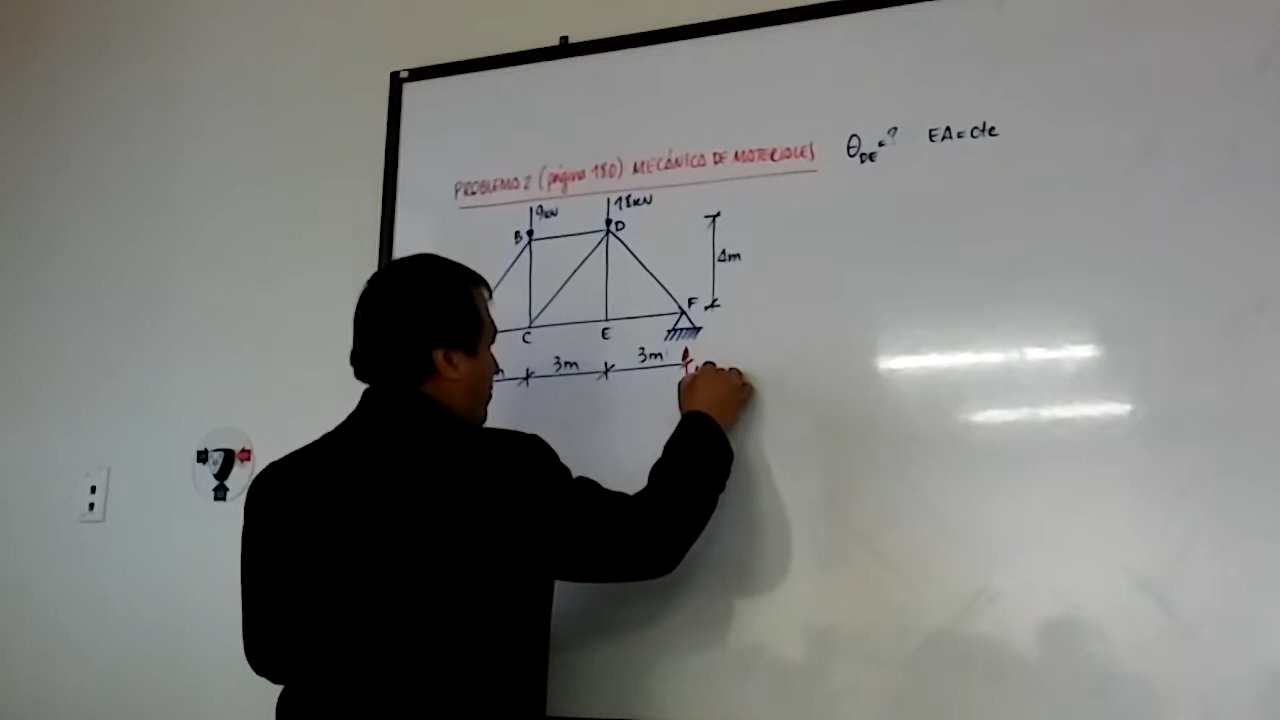 PROBLEMA 2 (página 180) MECÁNICA DE MATERIALES
θDE=? EA=cte
9KN 18KN
B D
4m
F
C E
3m 3m